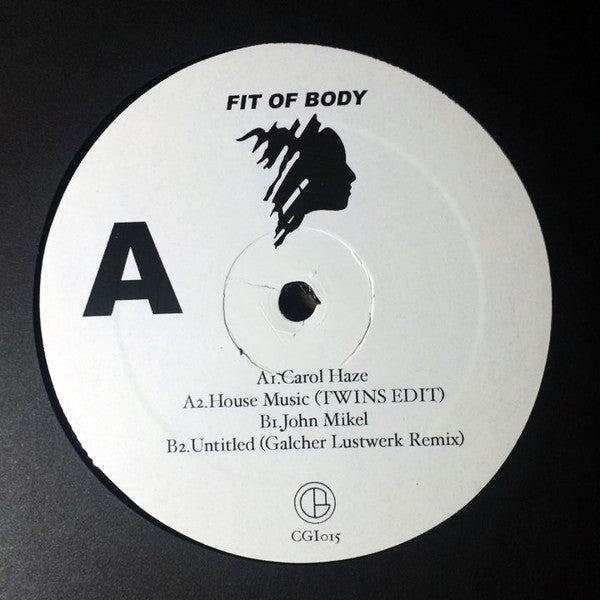 FIT OF BODY
A
A1.Carol Haze
A2.House Music (TWINS EDIT)
B1.John Mikel
B2.Untitled (Galcher Lustwerk Remix)
CGI015